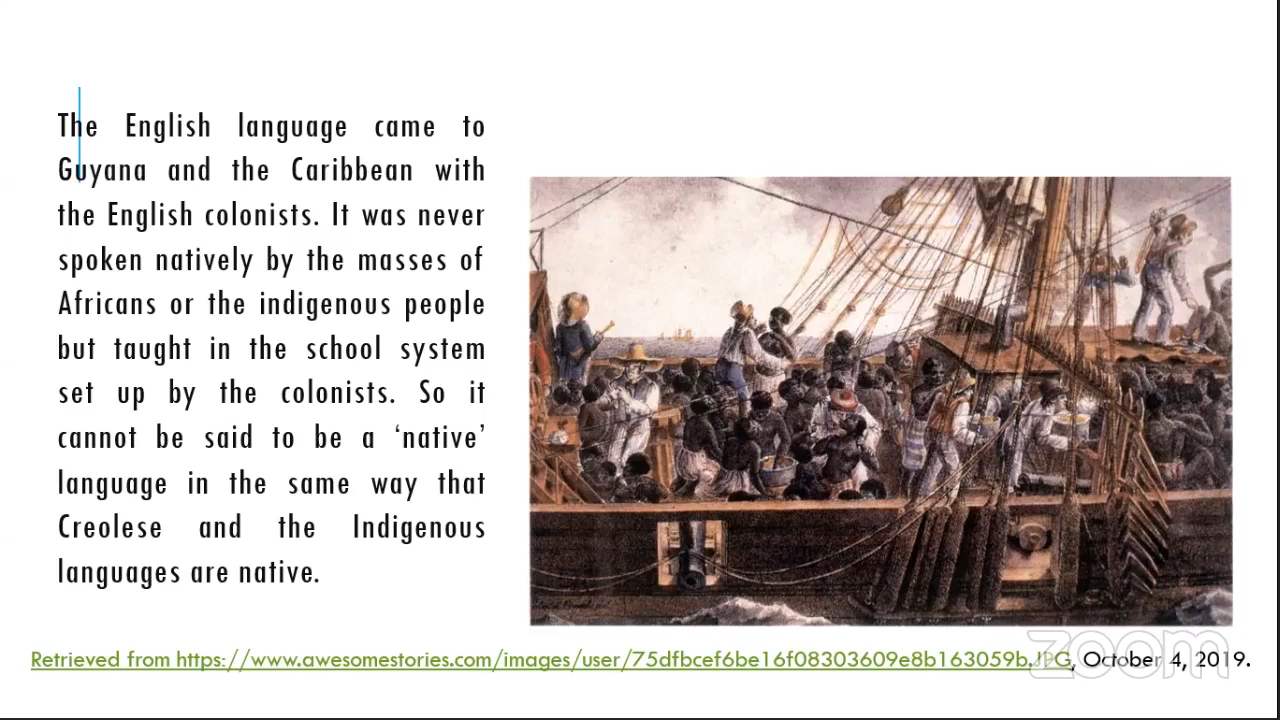 The English language came to
Guyana and the Caribbean with
the English colonists. It was never
spoken natively by the masses of
Africans or the indigenous people
but taught in the school system
set up by the colonists. So it
cannot be said to be a ‘native’
language in the same way that
Creolese and the Indigenous
languages are native.
Retrieved from https://www.awesomestories.com/images/user/75dfbcef6be16f08303609e8b163059b.JPG, October 4, 2019.
zoom